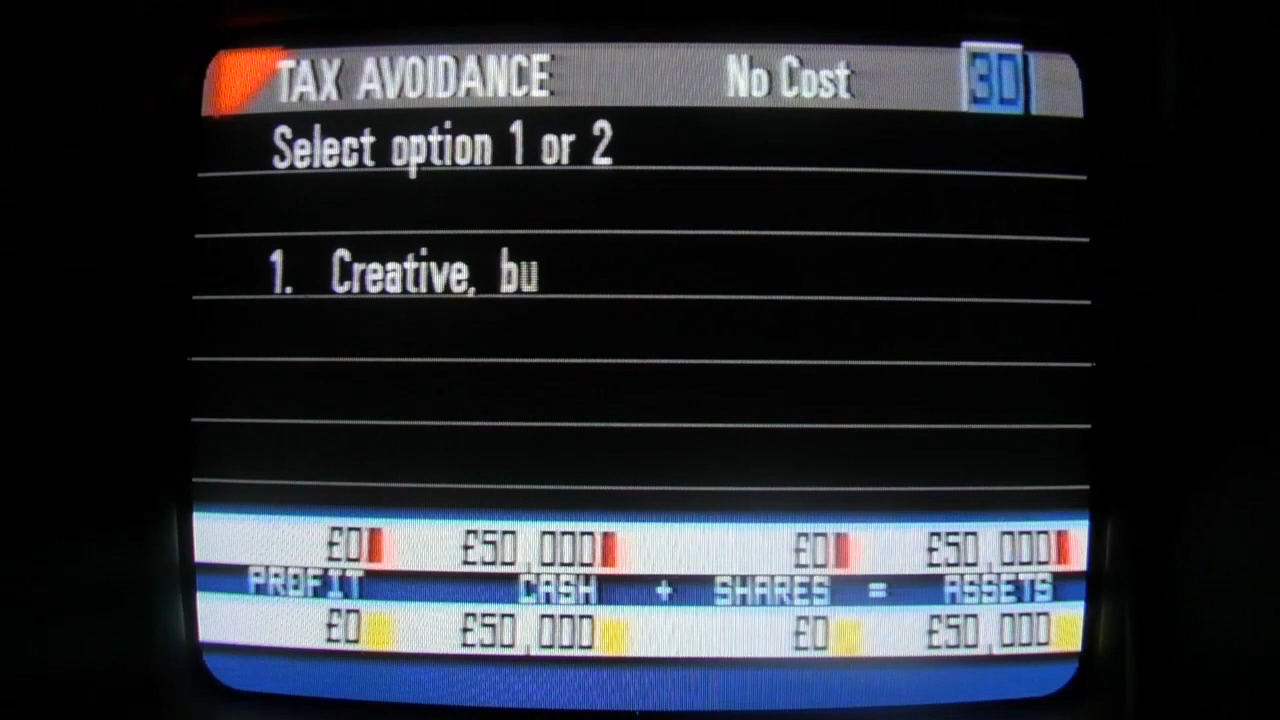 TAX AVOIDANCE No Cost 30
Select option 1 or 2
1. Creative, bu
£0 £50,000 £0 £50,000
PROFIT CASH + SHARES = ASSETS
£0 £50,000 £0 £50,000